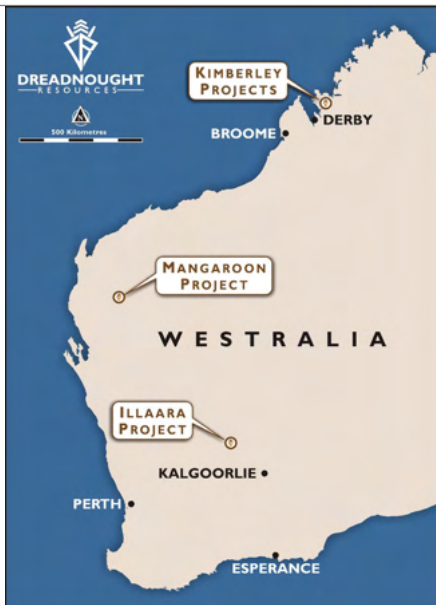 DREADNOUGHT
RESOURCES
500 Kilometres
KIMBERLEY
PROJECTS
DERBY
BROOME
MANGAROON
PROJECT
WESTRALIA
ILLAARA
PROJECT
KALGOORLIE
PERTH
ESPERANCE